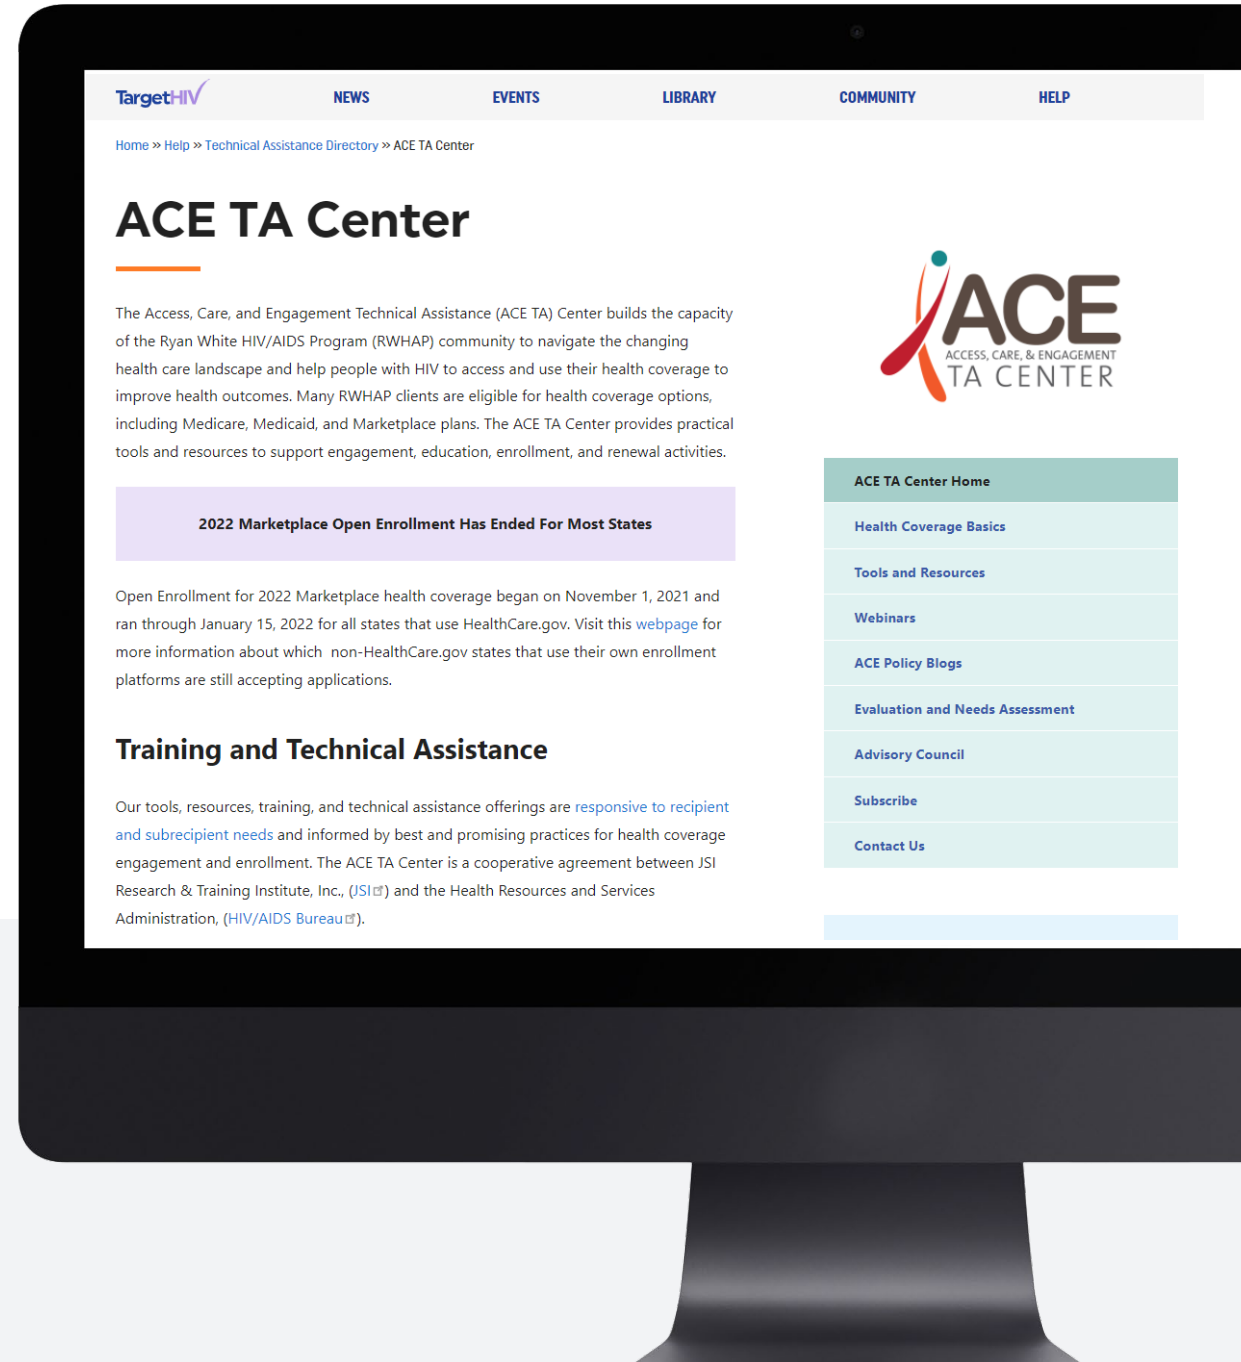 TargetHIV
NEWS
EVENTS
LIBRARY
COMMUNITY
HELP
Home » Help » Technical Assistance Directory » ACE TA Center
ACE TA Center
The Access, Care, and Engagement Technical Assistance (ACE TA) Center builds the capacity
of the Ryan White HIV/AIDS Program (RWHAP) community to navigate the changing
health care landscape and help people with HIV to access and use their health coverage to
improve health outcomes. Many RWHAP clients are eligible for health coverage options,
including Medicare, Medicaid, and Marketplace plans. The ACE TA Center provides practical
tools and resources to support engagement, education, enrollment, and renewal activities.
2022 Marketplace Open Enrollment Has Ended For Most States
Open Enrollment for 2022 Marketplace health coverage began on November 1, 2021 and
ran through January 15, 2022 for all states that use HealthCare.gov. Visit this webpage for
more information about which  non-HealthCare.gov states that use their own enrollment
platforms are still accepting applications.
Training and Technical Assistance
Our tools, resources, training, and technical assistance offerings are responsive to recipient
and subrecipient needs and informed by best and promising practices for health coverage
engagement and enrollment. The ACE TA Center is a cooperative agreement between JSI
Research & Training Institute, Inc., (JSI) and the Health Resources and Services
Administration, (HIV/AIDS Bureau).
ACE
ACCESS, CARE, & ENGAGEMENT
TA CENTER
ACE TA Center Home
Health Coverage Basics
Tools and Resources
Webinars
ACE Policy Blogs
Evaluation and Needs Assessment
Advisory Council
Subscribe
Contact Us